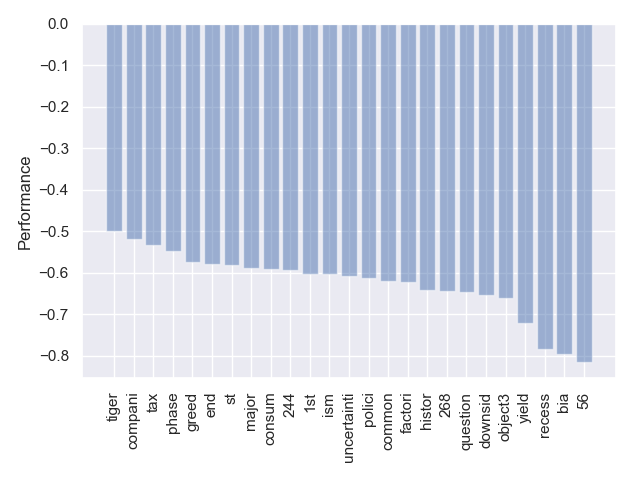 0.0
−0.1
−0.2
−0.3
−0.4
−0.5
−0.6
−0.7
−0.8
Performance
tiger
compani
tax
phase
greed
end
st
major
consum
244
1st
ism
uncertainti
polici
common
factori
histor
268
question
downsid
object3
yield
recess
bia
56